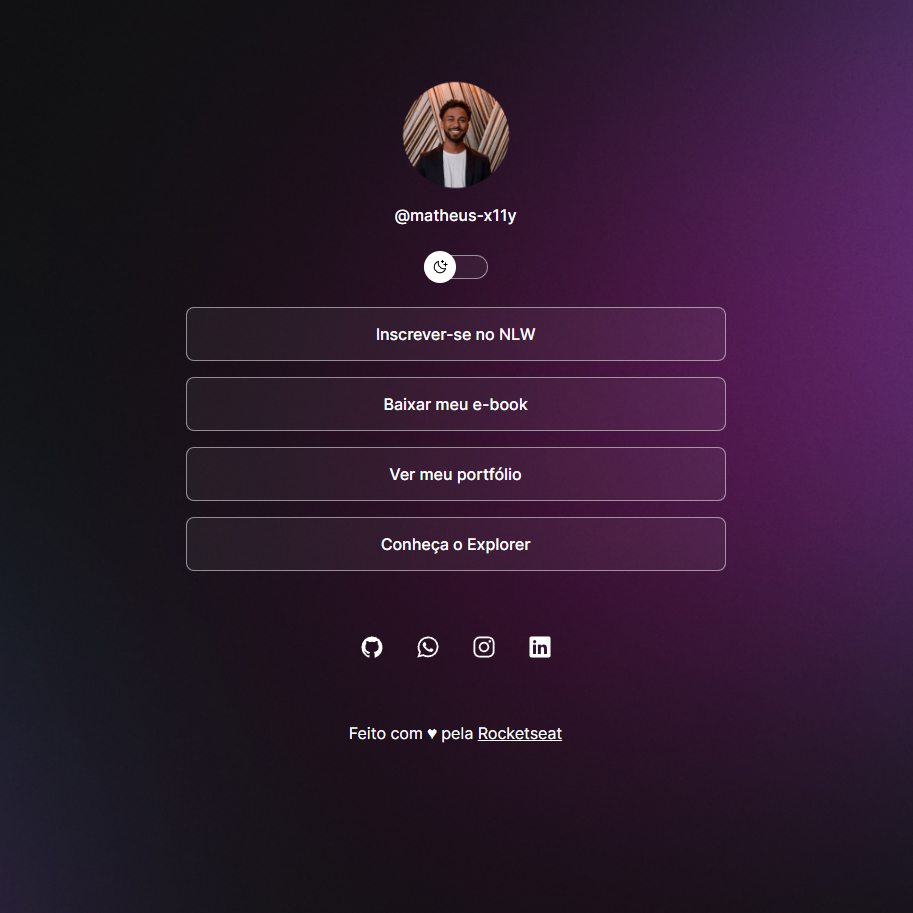 @matheus-x11y
Inscrever-se no NLW
Baixar meu e-book
Ver meu portfólio
Conheça o Explorer
Feito com ♥ pela Rocketseat